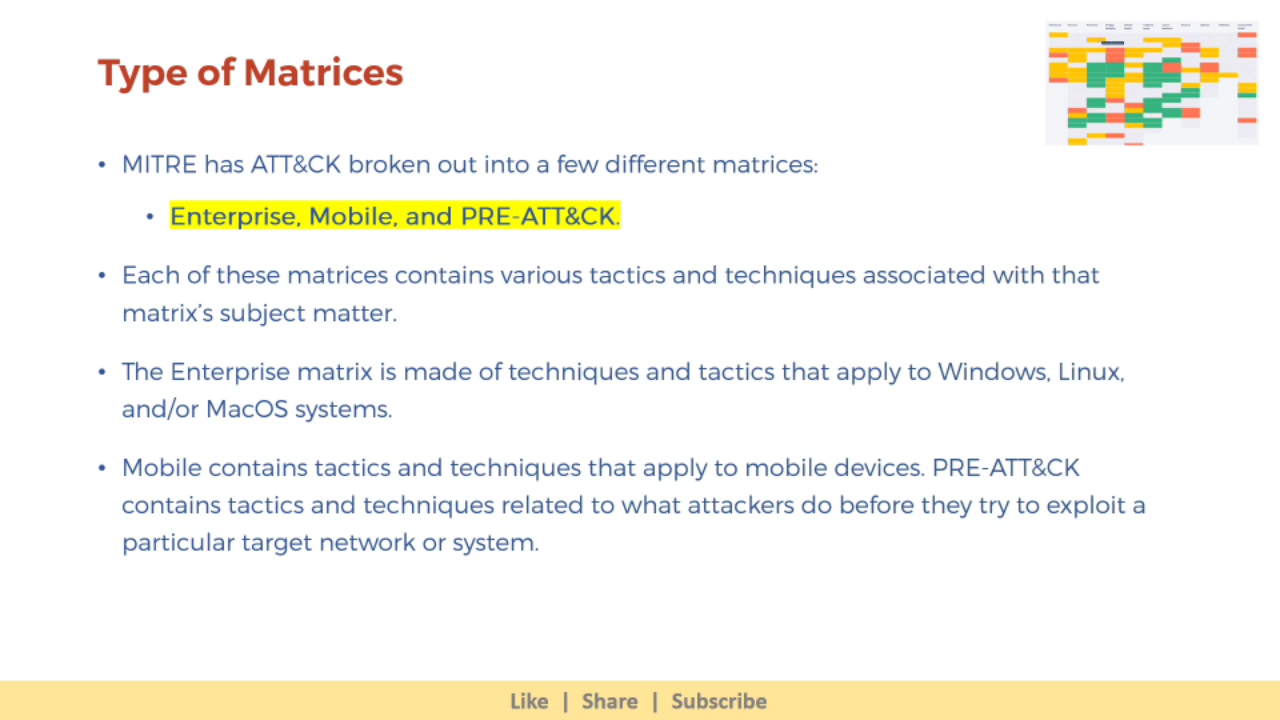 Type of Matrices
• MITRE has ATT&CK broken out into a few different matrices:
• Enterprise, Mobile, and PRE-ATT&CK.
• Each of these matrices contains various tactics and techniques associated with that
matrix’s subject matter.
• The Enterprise matrix is made of techniques and tactics that apply to Windows, Linux,
and/or MacOS systems.
• Mobile contains tactics and techniques that apply to mobile devices. PRE-ATT&CK
contains tactics and techniques related to what attackers do before they try to exploit a
particular target network or system.
Like | Share | Subscribe